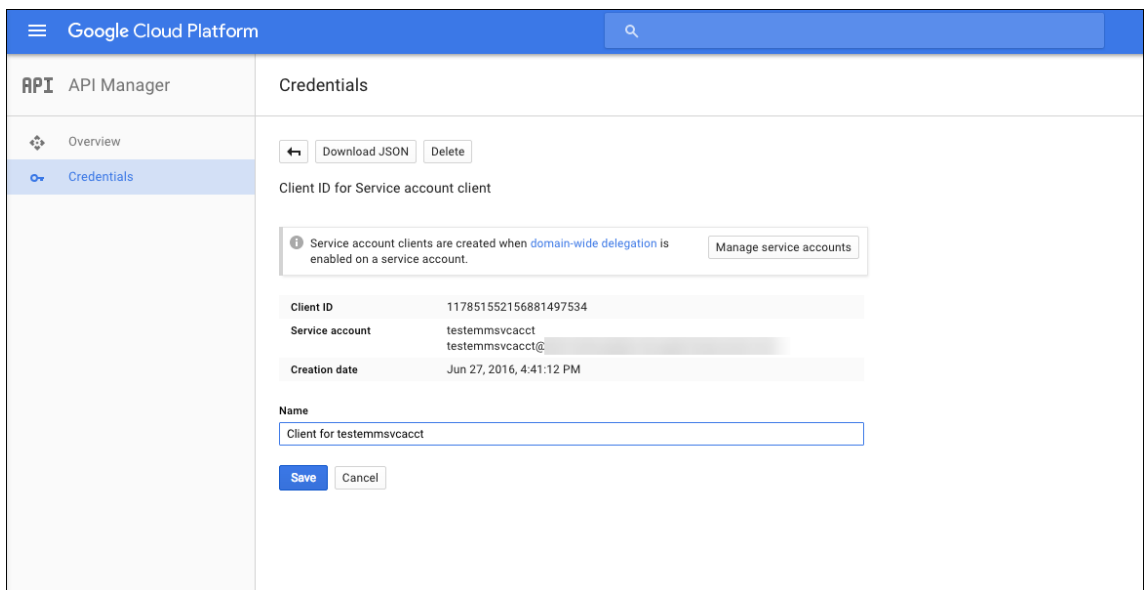 Google Cloud Platform
API API Manager
Overview
Credentials
Credentials
Download JSON Delete
Client ID for Service account client
Service account clients are created when domain-wide delegation is
enabled on a service account.
Manage service accounts
Client ID 117851552156881497534
Service account testemmsvcacct
testemmsvcacct@
Creation date Jun 27, 2016, 4:41:12 PM
Name
Client for testemmsvcacct
Save Cancel